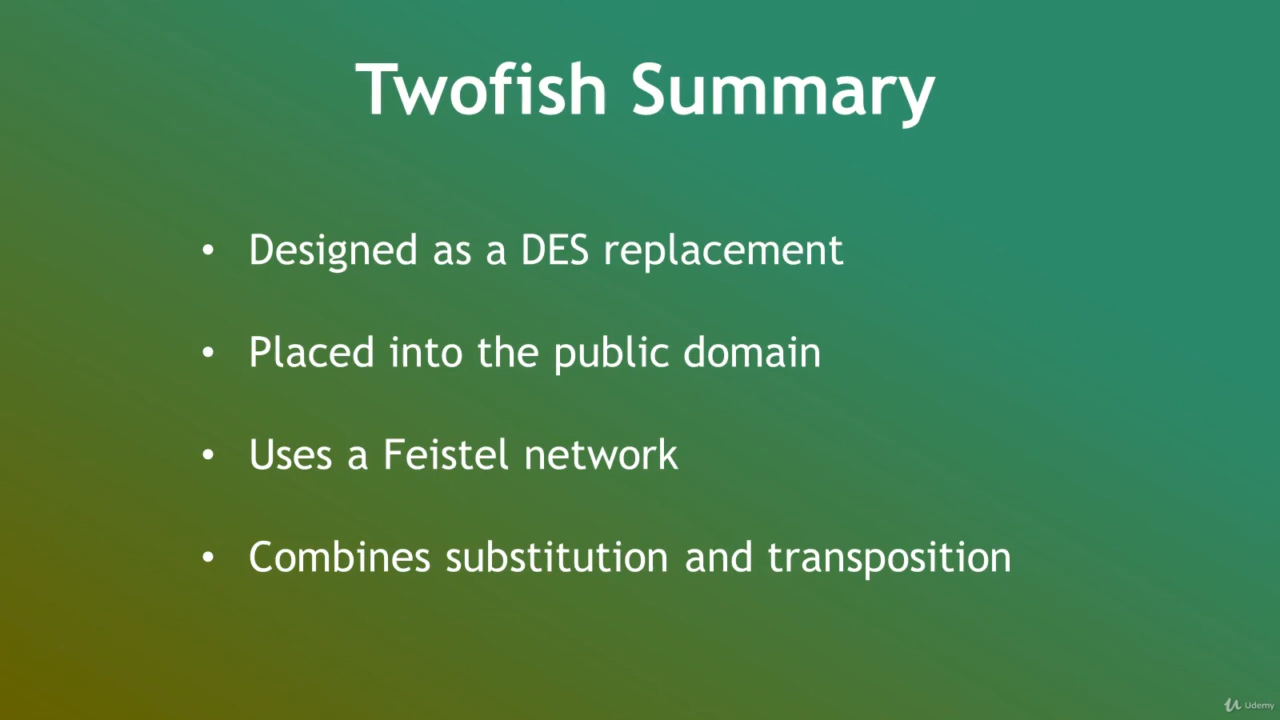 Twofish Summary
• Designed as a DES replacement
• Placed into the public domain
• Uses a Feistel network
• Combines substitution and transposition
Udemy